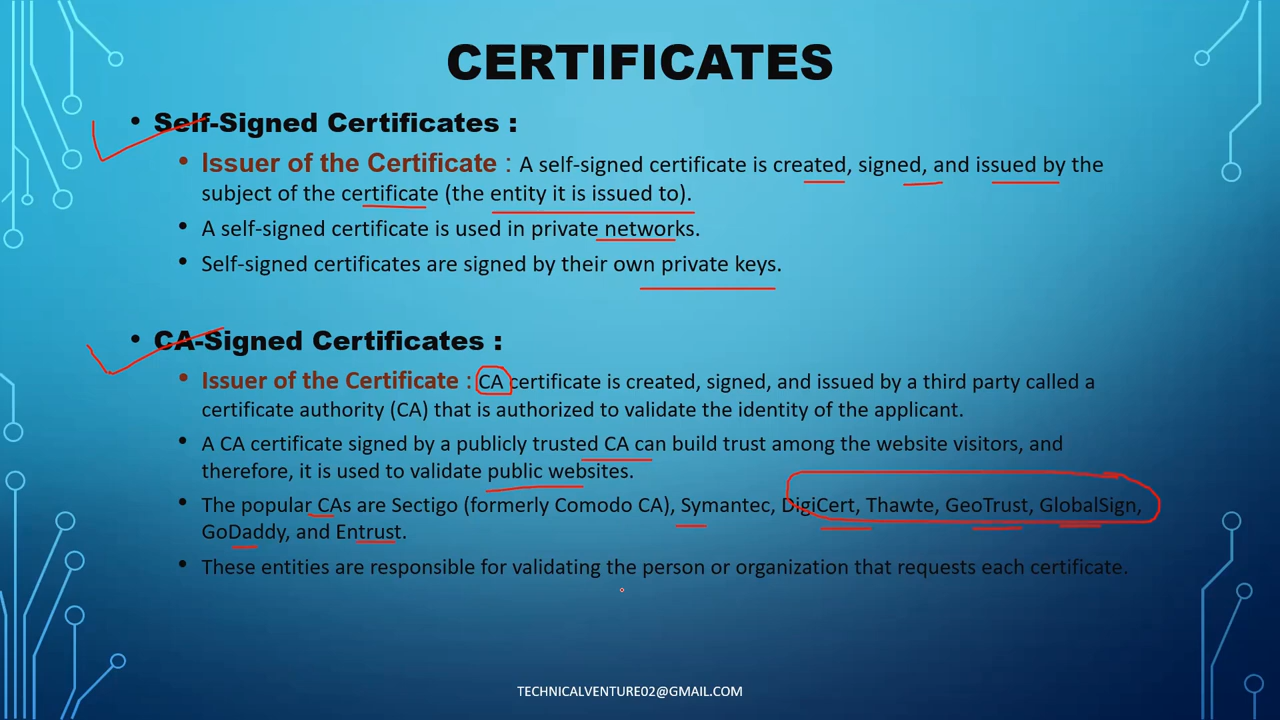 CERTIFICATES
• Self-Signed Certificates :
• Issuer of the Certificate : A self-signed certificate is created, signed, and issued by the
subject of the certificate (the entity it is issued to).
• A self-signed certificate is used in private networks.
• Self-signed certificates are signed by their own private keys.
• CA-Signed Certificates :
• Issuer of the Certificate : CA certificate is created, signed, and issued by a third party called a
certificate authority (CA) that is authorized to validate the identity of the applicant.
• A CA certificate signed by a publicly trusted CA can build trust among the website visitors, and
therefore, it is used to validate public websites.
• The popular CAs are Sectigo (formerly Comodo CA), Symantec, DigiCert, Thawte, GeoTrust, GlobalSign,
GoDaddy, and Entrust.
• These entities are responsible for validating the person or organization that requests each certificate.
TECHNICALVENTURE02@GMAIL.COM